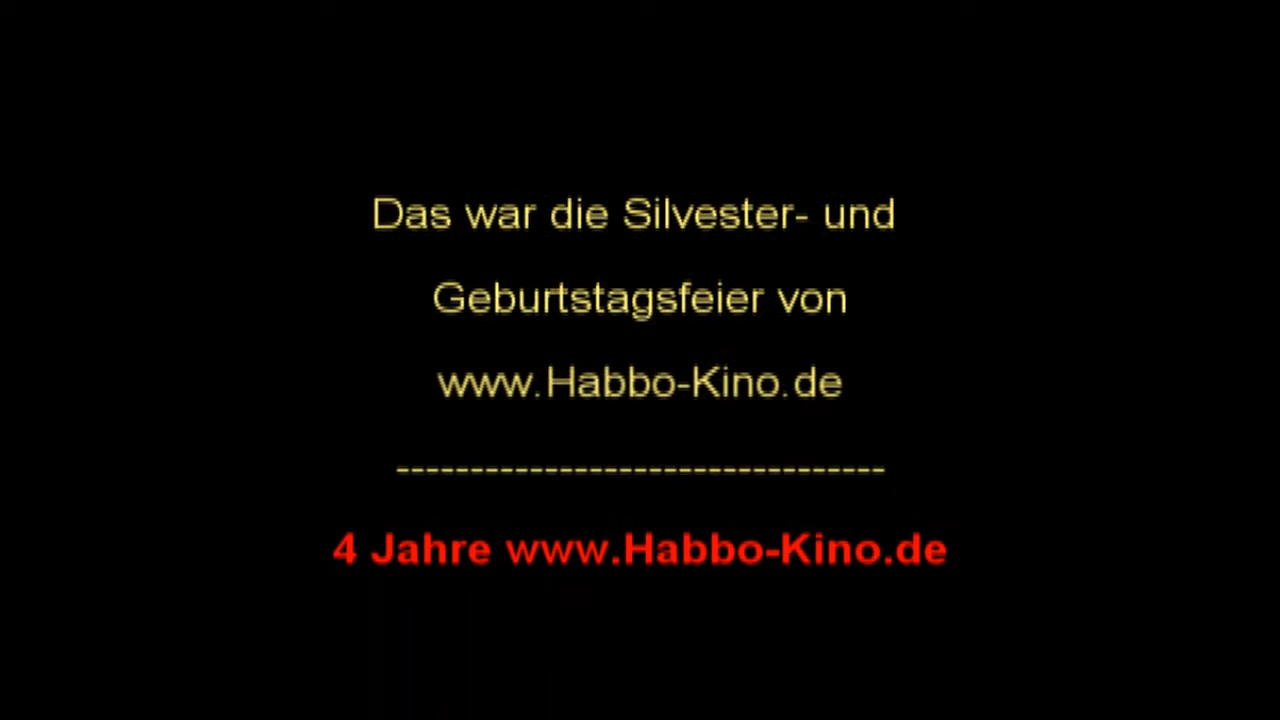 Das war die Silvester- und
Geburtstagsfeier von
www.Habbo-Kino.de
---------------------------------
4 Jahre www.Habbo-Kino.de